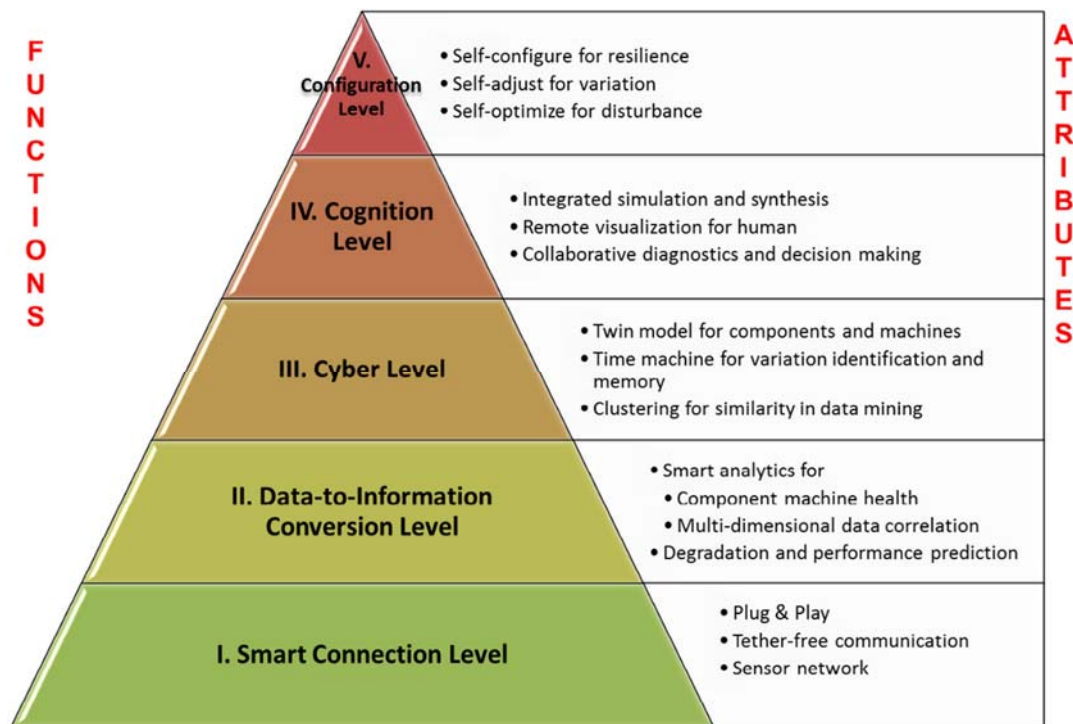 FUNCTIONS
ATTRIBUTES
V.
Configuration
Level
• Self-configure for resilience
• Self-adjust for variation
• Self-optimize for disturbance
IV. Cognition
Level
• Integrated simulation and synthesis
• Remote visualization for human
• Collaborative diagnostics and decision making
III. Cyber Level
• Twin model for components and machines
• Time machine for variation identification and
memory
• Clustering for similarity in data mining
II. Data-to-Information
Conversion Level
• Smart analytics for
• Component machine health
• Multi-dimensional data correlation
• Degradation and performance prediction
I. Smart Connection Level
• Plug & Play
• Tether-free communication
• Sensor network